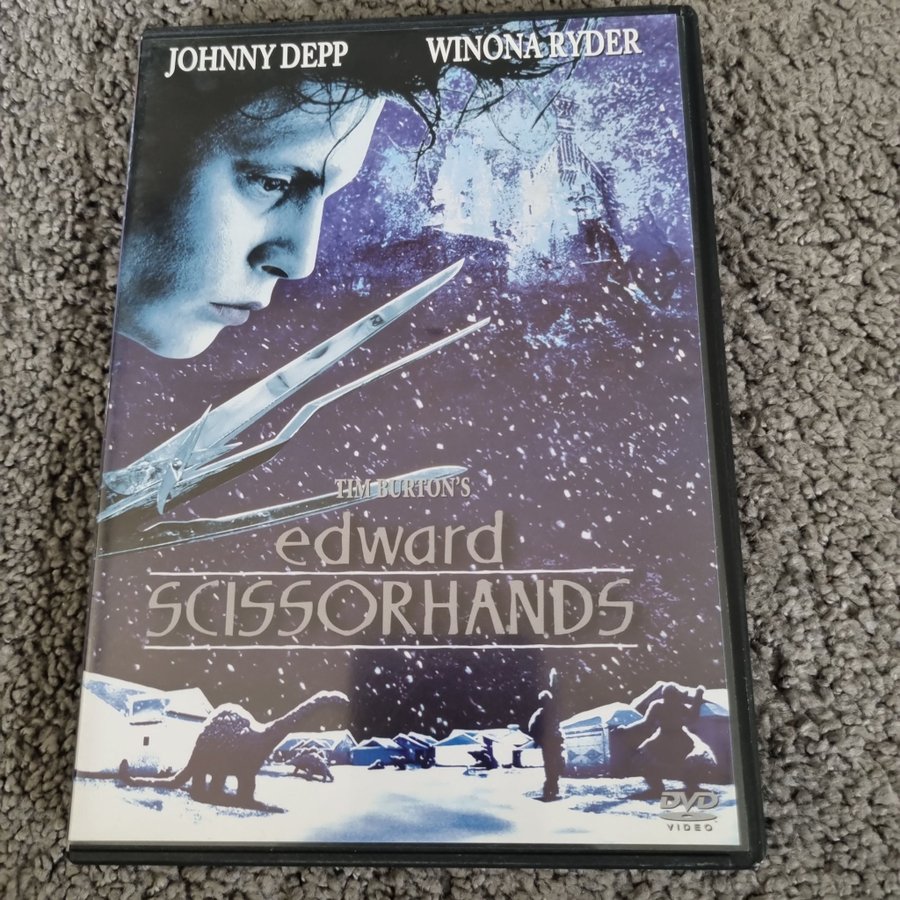 JOHNNY DEPP WINONA RYDER
TIM BURTON'S
edward
SCISSORHANDS
DVD
VIDEO